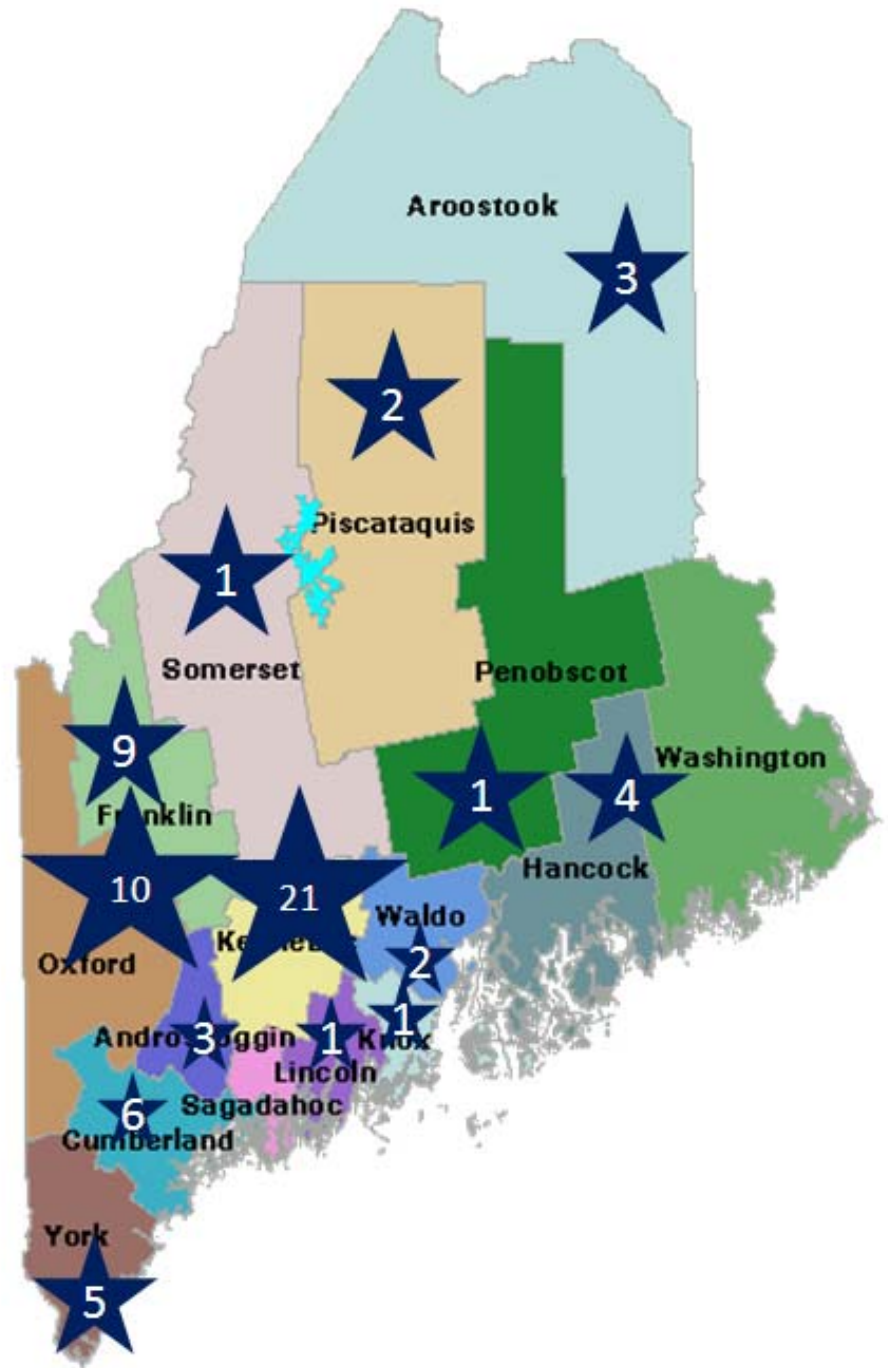 Aroostook
3
2
Piscataquis
1
Somerset
Penobscot
9
Washington
1
4
Franklin
Hancock
10
21
Waldo
Oxford
2
1
3
1
Knox
Lincoln
Sagadahoc
6
Cumberland
York
5